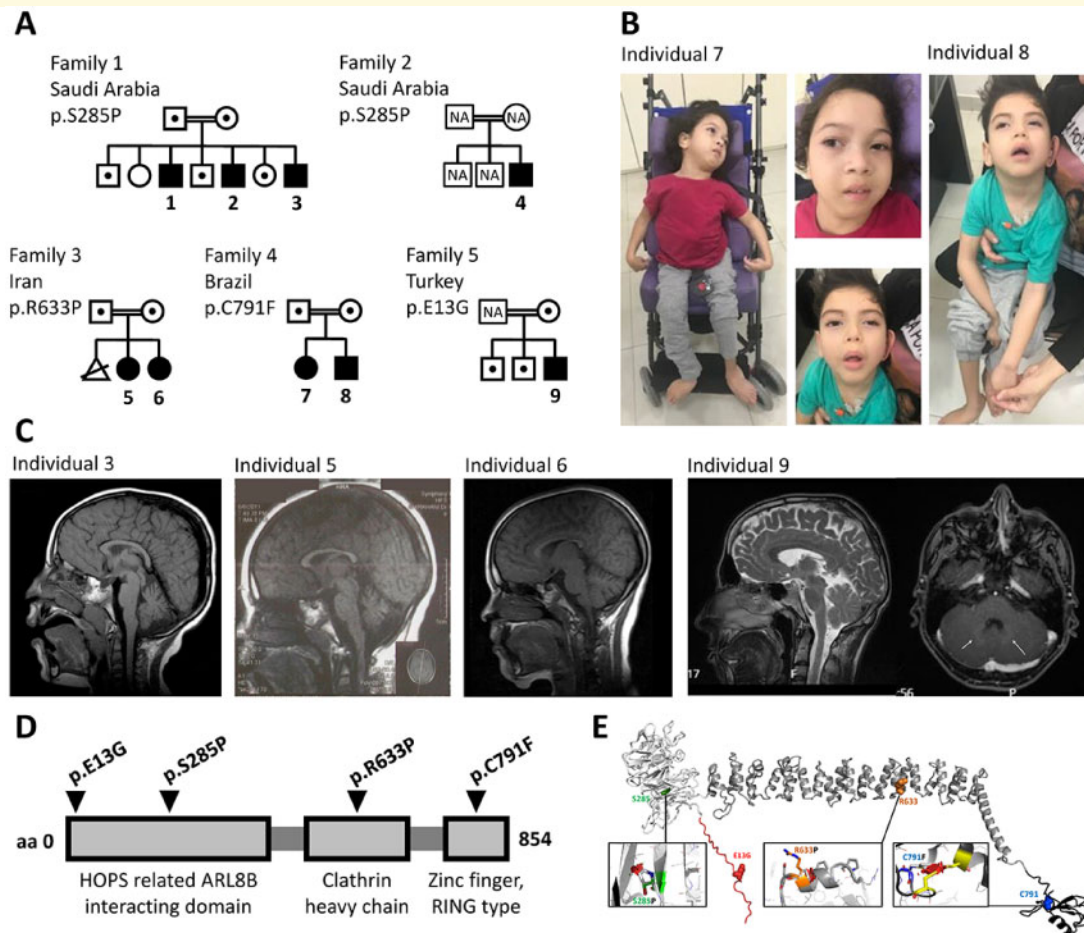 A
Family 1
Saudi Arabia
p.S285P
1
2
3
Family 2
Saudi Arabia
p.S285P
NA
NA
NA
NA
4
Family 3
Iran
p.R633P
5
6
Family 4
Brazil
p.C791F
7
8
Family 5
Turkey
p.E13G
NA
9
B
Individual 7
Individual 8
C
Individual 3
Individual 5
Individual 6
Individual 9
17
F
-56
P
D
p.E13G
p.S285P
p.R633P
p.C791F
aa 0
854
HOPS related ARL8B
interacting domain
Clathrin
heavy chain
Zinc finger,
RING type
E
S285
R633
E13G
S285P
R633P
C791F
C791